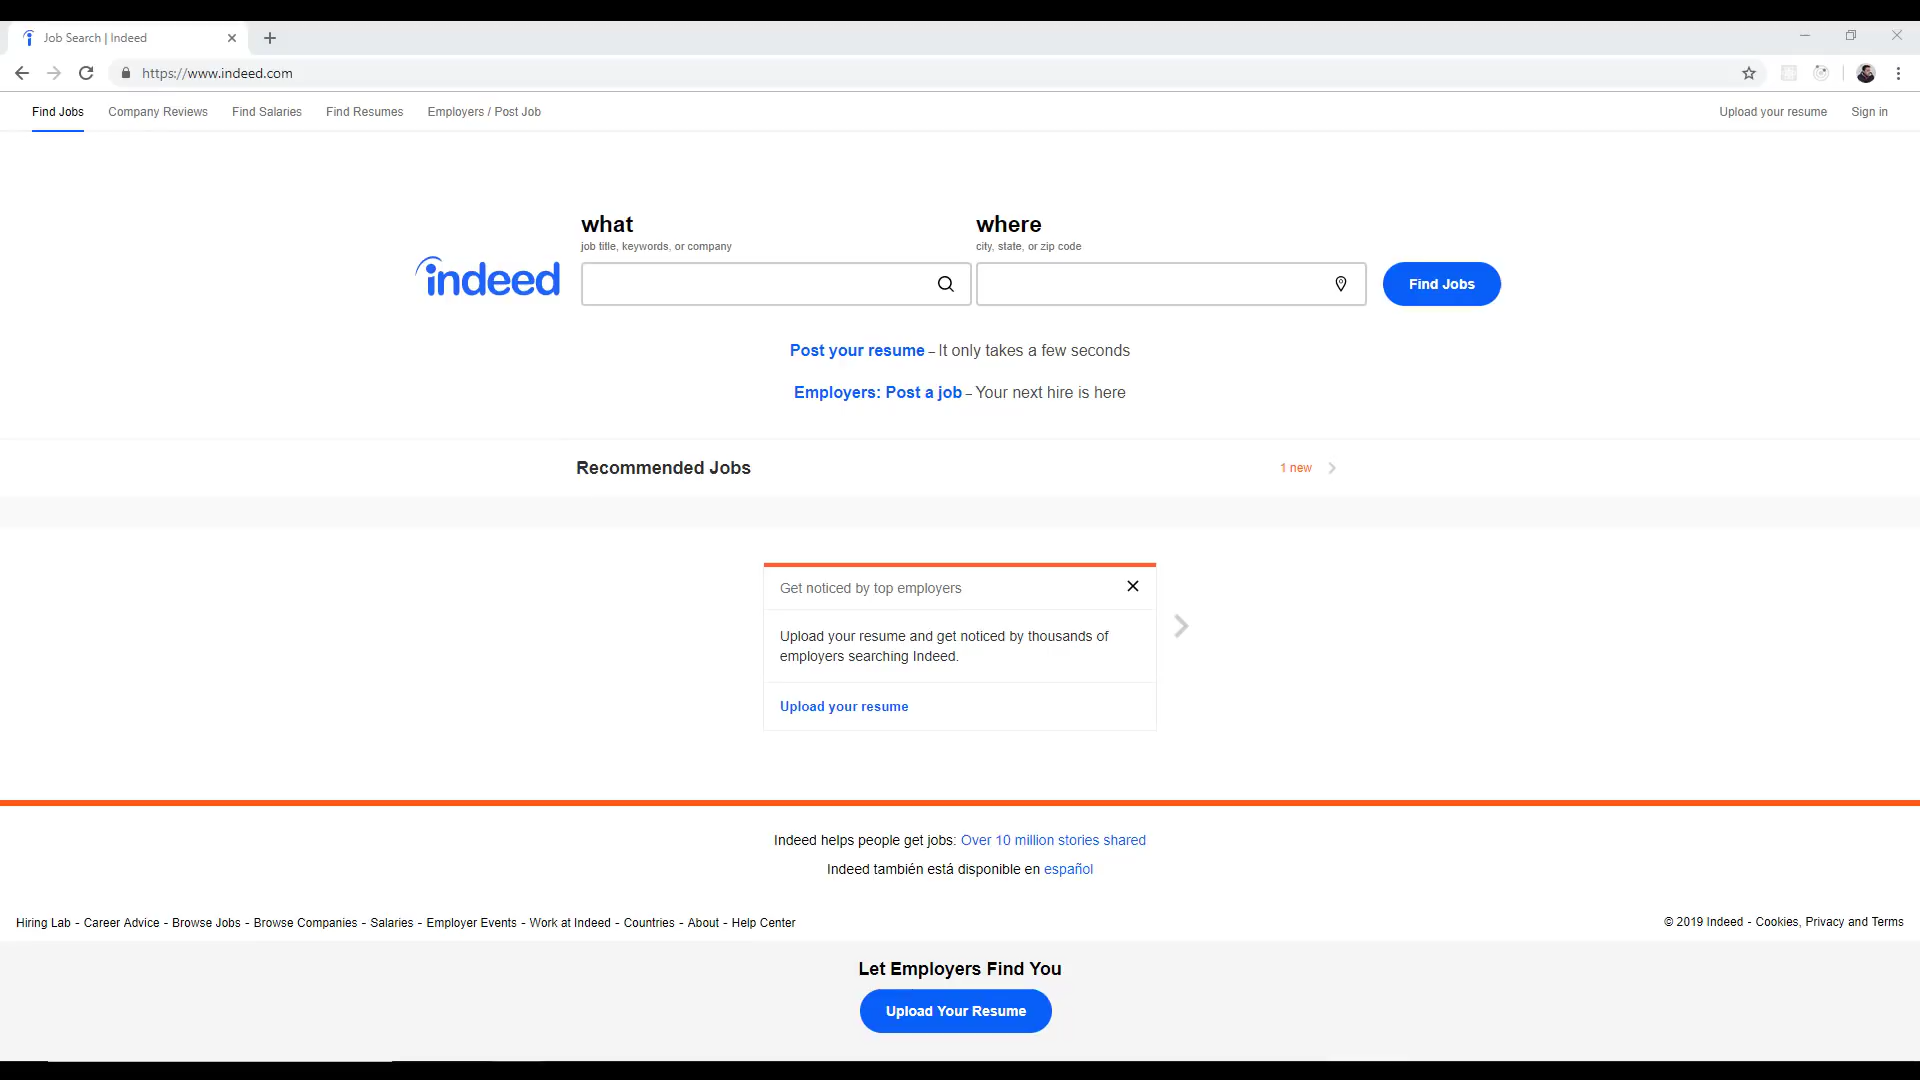 Job Search | Indeed
https://www.indeed.com
Find Jobs Company Reviews Find Salaries Find Resumes Employers / Post Job Upload your resume Sign in
what where
job title, keywords, or company city, state, or zip code
indeed Find Jobs
Post your resume – It only takes a few seconds
Employers: Post a job – Your next hire is here
Recommended Jobs 1 new
Get noticed by top employers
Upload your resume and get noticed by thousands of
employers searching Indeed.
Upload your resume
Indeed helps people get jobs: Over 10 million stories shared
Indeed también está disponible en español
Hiring Lab - Career Advice - Browse Jobs - Browse Companies - Salaries - Employer Events - Work at Indeed - Countries - About - Help Center © 2019 Indeed - Cookies, Privacy and Terms
Let Employers Find You
Upload Your Resume